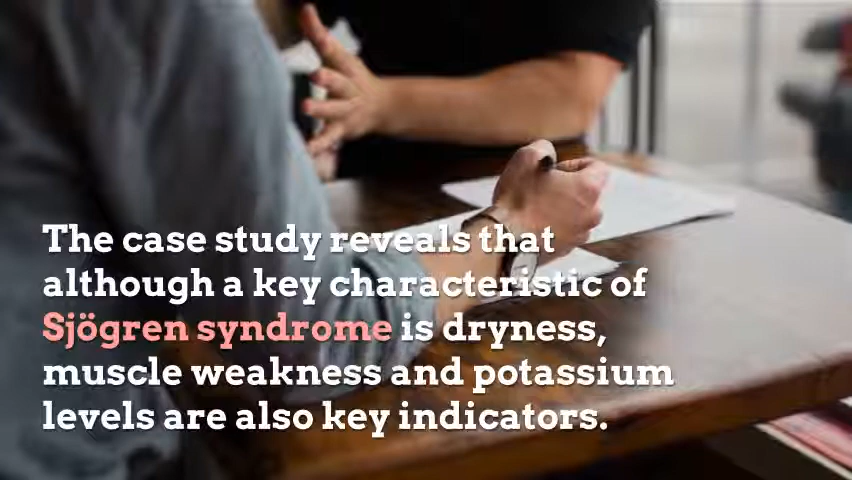 The case study reveals that
although a key characteristic of
Sjögren syndrome is dryness,
muscle weakness and potassium
levels are also key indicators.